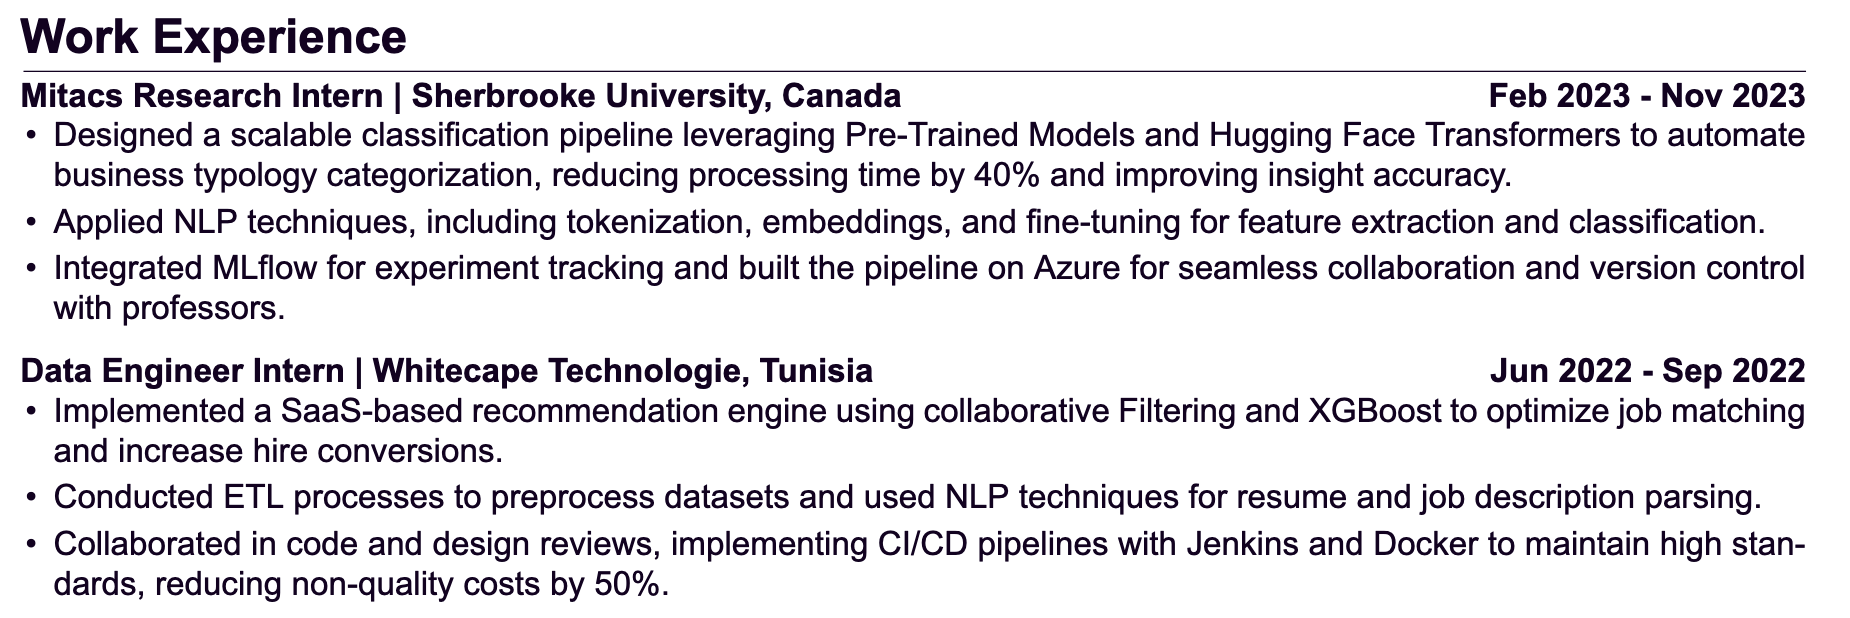 Work Experience
Mitacs Research Intern | Sherbrooke University, Canada Feb 2023 - Nov 2023
• Designed a scalable classification pipeline leveraging Pre-Trained Models and Hugging Face Transformers to automate
business typology categorization, reducing processing time by 40% and improving insight accuracy.
• Applied NLP techniques, including tokenization, embeddings, and fine-tuning for feature extraction and classification.
• Integrated MLflow for experiment tracking and built the pipeline on Azure for seamless collaboration and version control
with professors.
Data Engineer Intern | Whitecape Technologie, Tunisia Jun 2022 - Sep 2022
• Implemented a SaaS-based recommendation engine using collaborative Filtering and XGBoost to optimize job matching
and increase hire conversions.
• Conducted ETL processes to preprocess datasets and used NLP techniques for resume and job description parsing.
• Collaborated in code and design reviews, implementing CI/CD pipelines with Jenkins and Docker to maintain high stan-
dards, reducing non-quality costs by 50%.